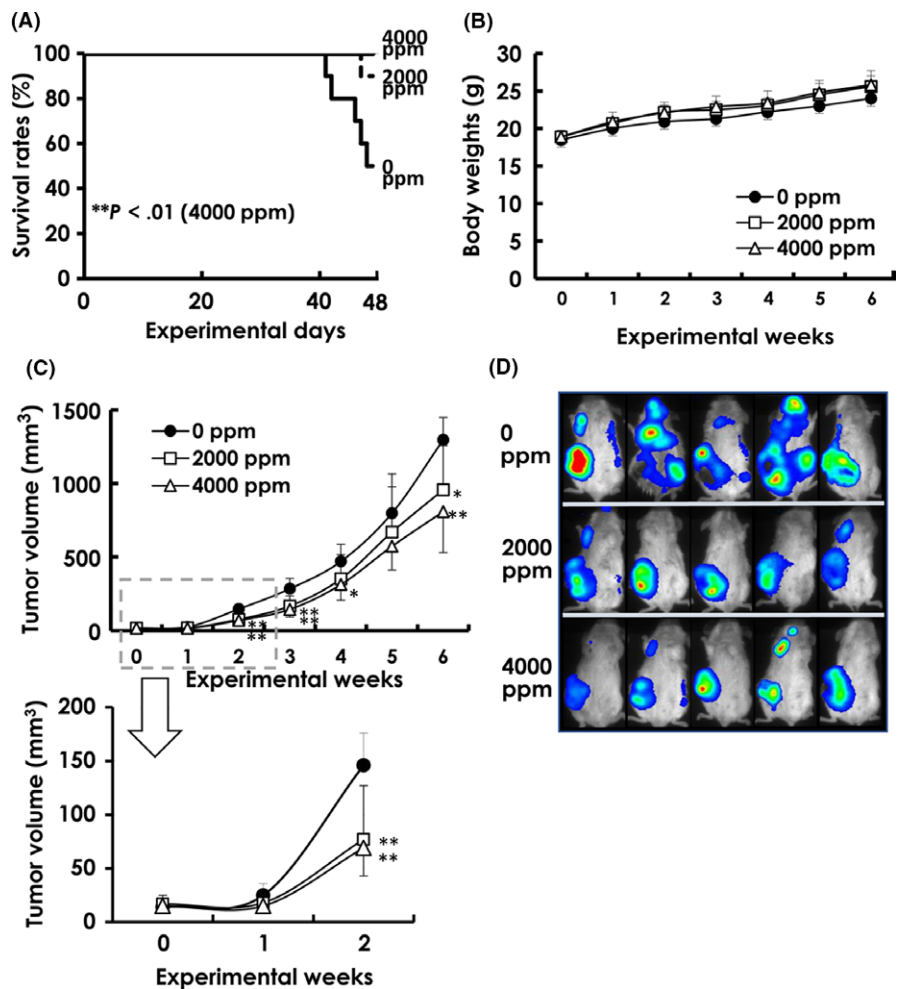 (A)
Survival rates (%)
100
80
60
40
20
0
4000
ppm
2000
ppm
0
ppm
**P < .01 (4000 ppm)
0
20
40
48
Experimental days
(B)
Body weights (g)
30
25
20
15
10
5
0
0 ppm
2000 ppm
4000 ppm
0 1 2 3 4 5 6
Experimental weeks
(C)
Tumor volume (mm³)
1500
1000
500
0
0 ppm
2000 ppm
4000 ppm
**
**
**
**
*
*
**
0 1 2 3 4 5 6
Experimental weeks
Tumor volume (mm³)
200
150
100
50
0
**
**
0 1 2
Experimental weeks
(D)
0
ppm
2000
ppm
4000
ppm